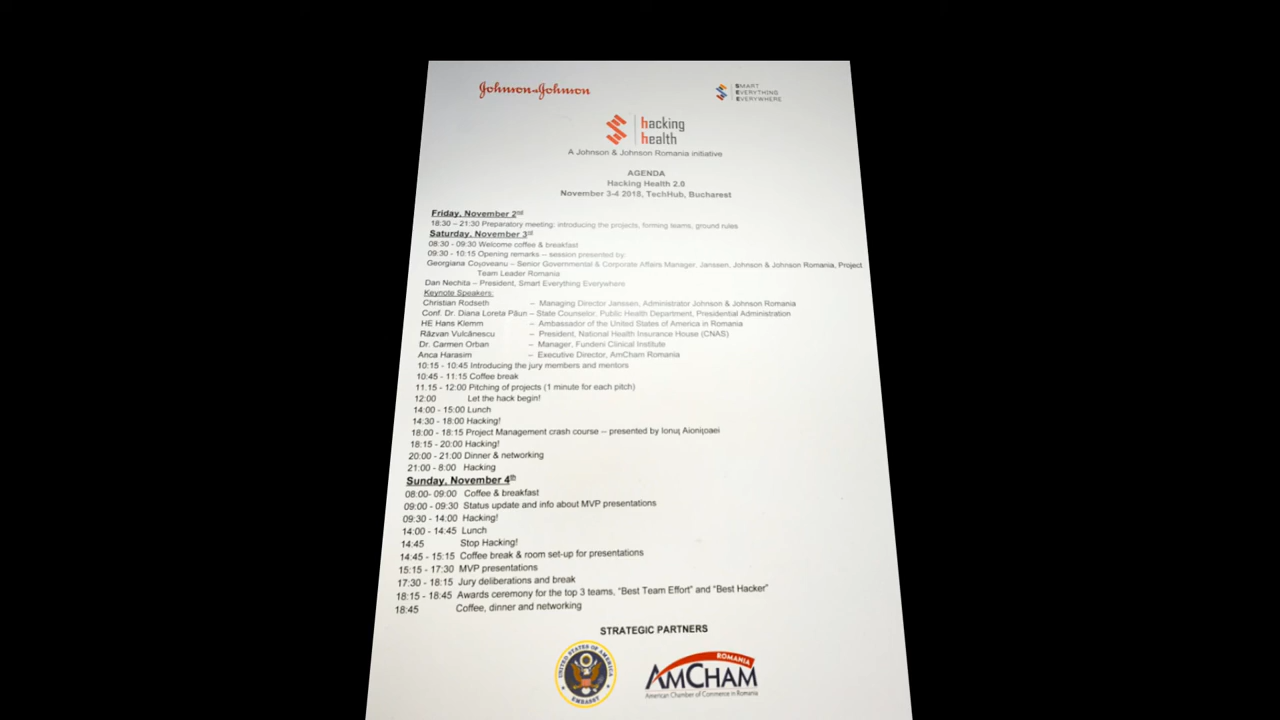 Johnson&Johnson
SMART
EVERYTHING
EVERYWHERE
hacking
health
A Johnson & Johnson Romania initiative
AGENDA
Hacking Health 2.0
November 3-4 2018, TechHub, Bucharest
Friday, November 2nd
18:30 – 21:30 Preparatory meeting: introducing the projects, forming teams, ground rules
Saturday, November 3st
08:30 - 09:30 Welcome coffee & breakfast
09:30 - 10:15 Opening remarks – session presented by:
Georgiana Coșoveanu – Senior Governmental & Corporate Affairs Manager, Janssen, Johnson & Johnson Romania, Project
Team Leader Romania
Dan Nechita – President, Smart Everything Everywhere
Keynote Speakers:
Christian Rodseth – Managing Director Janssen, Administrator Johnson & Johnson Romania
Conf. Dr. Diana Loreta Păun – State Counselor, Public Health Department, Presidential Administration
HE Hans Klemm – Ambassador of the United States of America in Romania
Răzvan Vulcănescu – President, National Health Insurance House (CNAS)
Dr. Carmen Orban – Manager, Fundeni Clinical Institute
Anca Harasim – Executive Director, AmCham Romania
10:15 - 10:45 Introducing the jury members and mentors
10:45 - 11:15 Coffee break
11.15 - 12:00 Pitching of projects (1 minute for each pitch)
12:00 Let the hack begin!
14:00 - 15:00 Lunch
14:30 - 18:00 Hacking!
18:00 - 18:15 Project Management crash course – presented by Ionuț Aionițoaei
18:15 - 20:00 Hacking!
20:00 - 21:00 Dinner & networking
21:00 - 8:00 Hacking
Sunday, November 4th
08:00- 09:00 Coffee & breakfast
09:00 - 09:30 Status update and info about MVP presentations
09:30 - 14:00 Hacking!
14:00 - 14:45 Lunch
14:45 Stop Hacking!
14:45 - 15:15 Coffee break & room set-up for presentations
15:15 - 17:30 MVP presentations
17:30 - 18:15 Jury deliberations and break
18:15 - 18:45 Awards ceremony for the top 3 teams, "Best Team Effort" and "Best Hacker"
18:45 Coffee, dinner and networking
STRATEGIC PARTNERS
UNITED STATES OF AMERICA
EMBASSY
ROMANIA
AMCHAM
American Chamber of Commerce in Romania